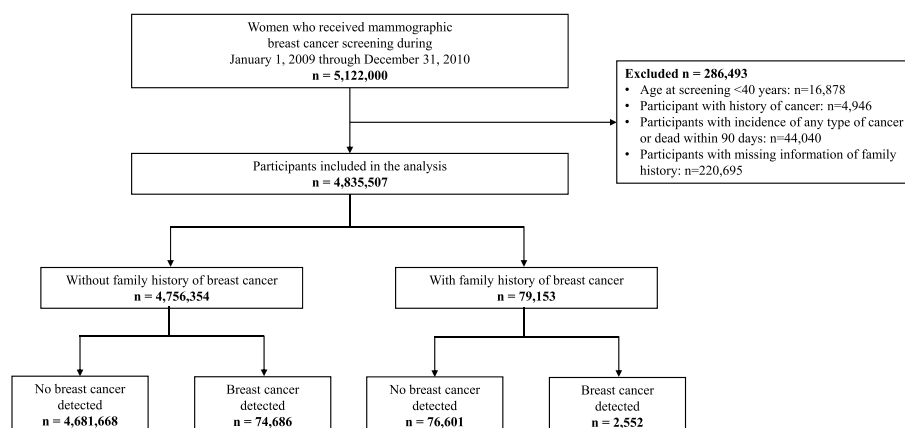 Women who received mammographic
breast cancer screening during
January 1, 2009 through December 31, 2010
n = 5,122,000
Excluded n = 286,493
• Age at screening <40 years: n=16,878
• Participant with history of cancer: n=4,946
• Participants with incidence of any type of cancer
or dead within 90 days: n=44,040
• Participants with missing information of family
history: n=220,695
Participants included in the analysis
n = 4,835,507
Without family history of breast cancer
n = 4,756,354
With family history of breast cancer
n = 79,153
No breast cancer
detected
n = 4,681,668
Breast cancer
detected
n = 74,686
No breast cancer
detected
n = 76,601
Breast cancer
detected
n = 2,552